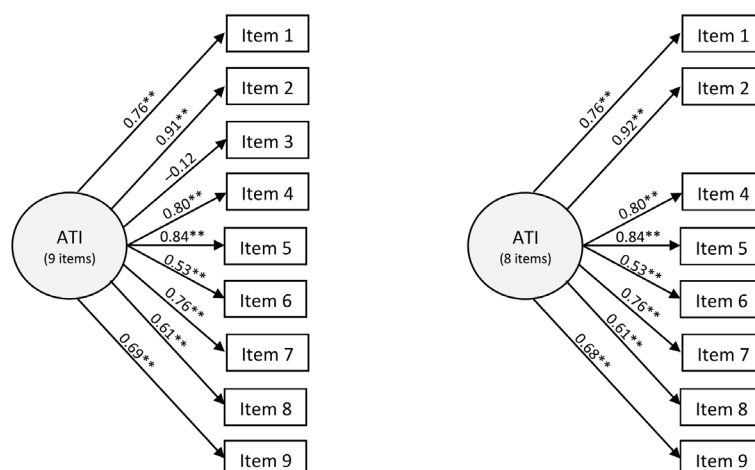 Item 1
0.76**
Item 2
0.91**
Item 3
–0.12
Item 4
0.80**
Item 5
0.84**
Item 6
0.53**
Item 7
0.76**
Item 8
0.61**
Item 9
0.69**
ATI
(9 items)
Item 1
0.76**
Item 2
0.92**
Item 4
0.80**
Item 5
0.84**
Item 6
0.53**
Item 7
0.76**
Item 8
0.61**
Item 9
0.68**
ATI
(8 items)